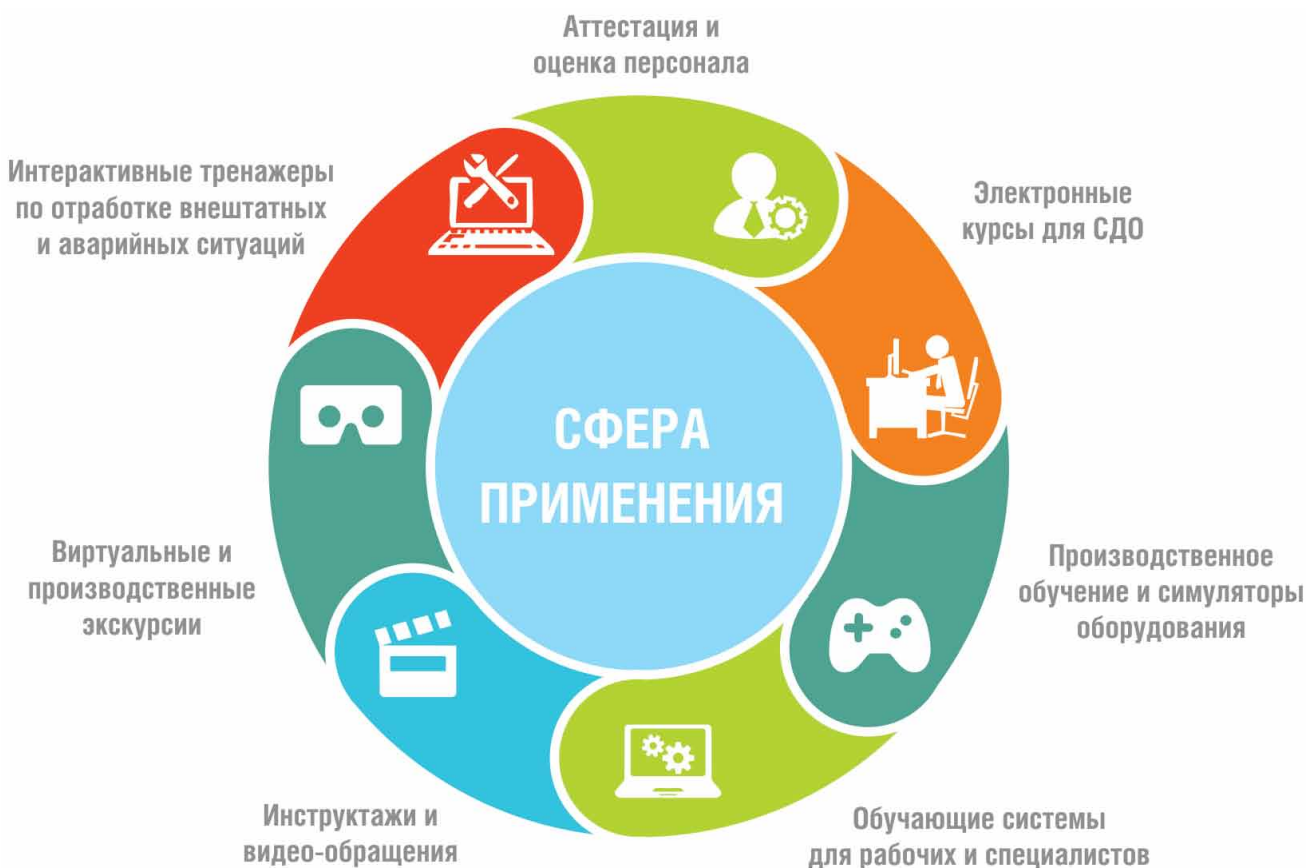 Аттестация и
оценка персонала
Интерактивные тренажеры
по отработке внештатных
и аварийных ситуаций
Электронные
курсы для СДО
СФЕРА
ПРИМЕНЕНИЯ
Виртуальные и
производственные
экскурсии
Производственное
обучение и симуляторы
оборудования
Инструктажи и
видео-обращения
Обучающие системы
для рабочих и специалистов